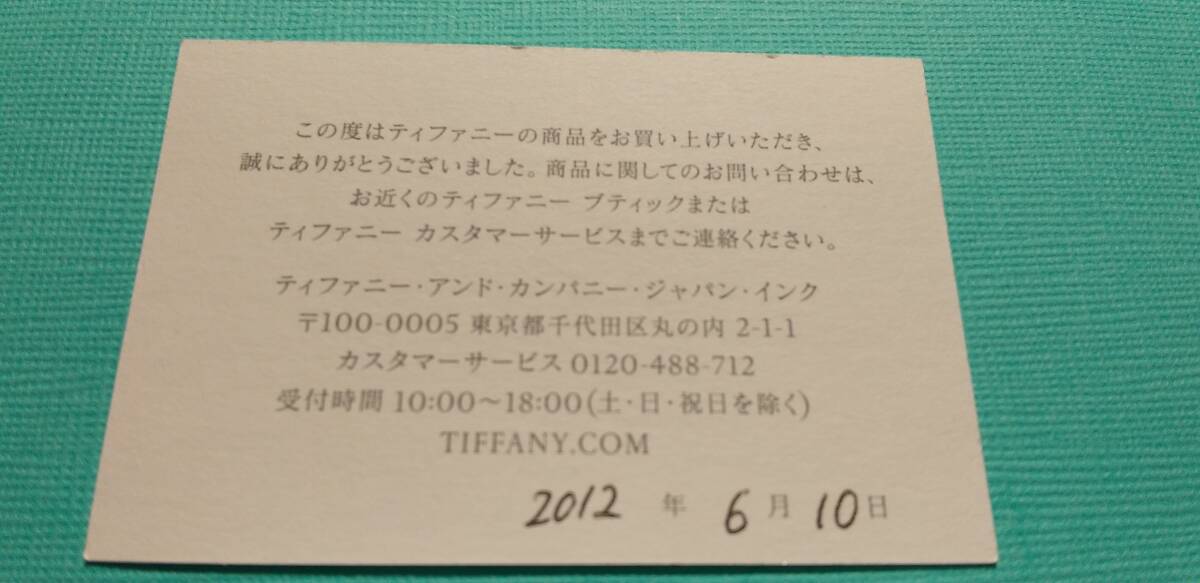 この度はティファニーの商品をお買い上げいただき、
誠にありがとうございました。商品に関してのお問い合わせは、
お近くのティファニー ブティックまたは
ティファニー カスタマーサービスまでご連絡ください。
ティファニー・アンド・カンパニー・ジャパン・インク
〒100-0005 東京都千代田区丸の内 2-1-1
カスタマーサービス 0120-488-712
受付時間 10:00〜18:00(土・日・祝日を除く)
TIFFANY.COM
2012 年 6 月 10 日